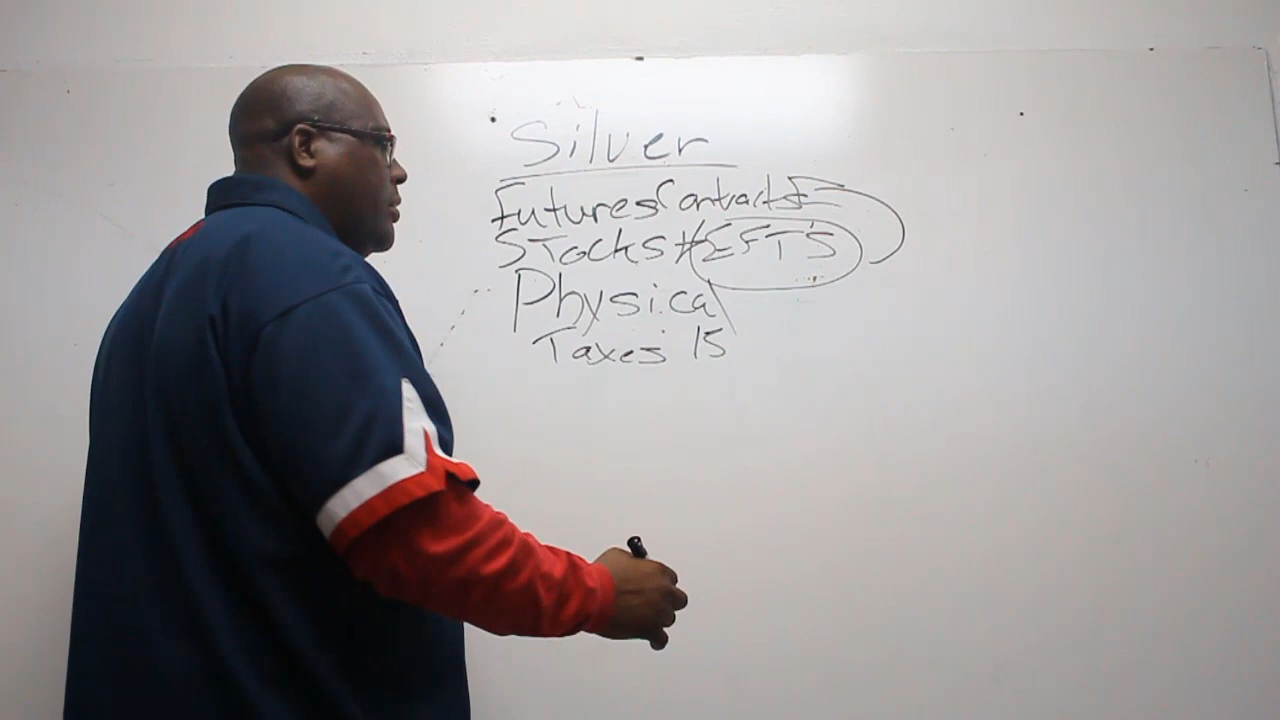 Silver
Futures Contracts
Stocks # EFT'S
Physical
Taxes 15